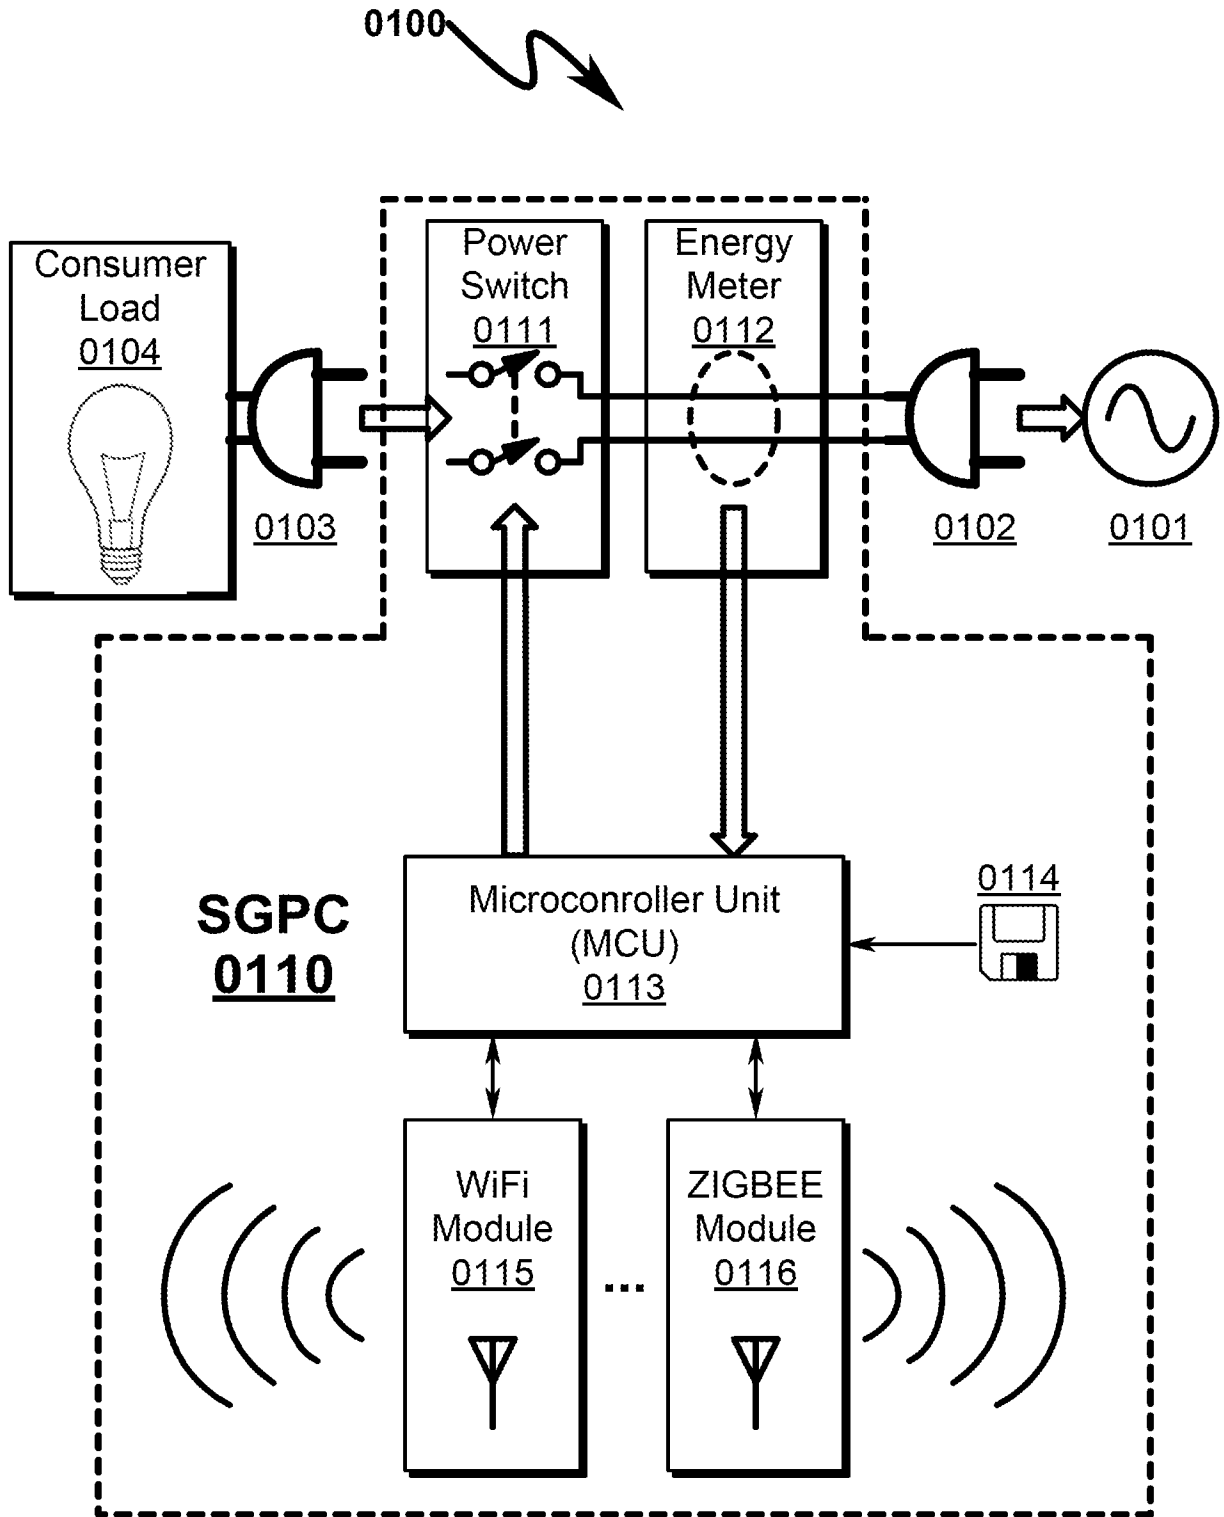 0100
Consumer
Load
0104
Power
Switch
0111
Energy
Meter
0112
0103
0102
0101
SGPC
0110
Microconroller Unit
(MCU)
0113
0114
WiFi
Module
0115
...
ZIGBEE
Module
0116